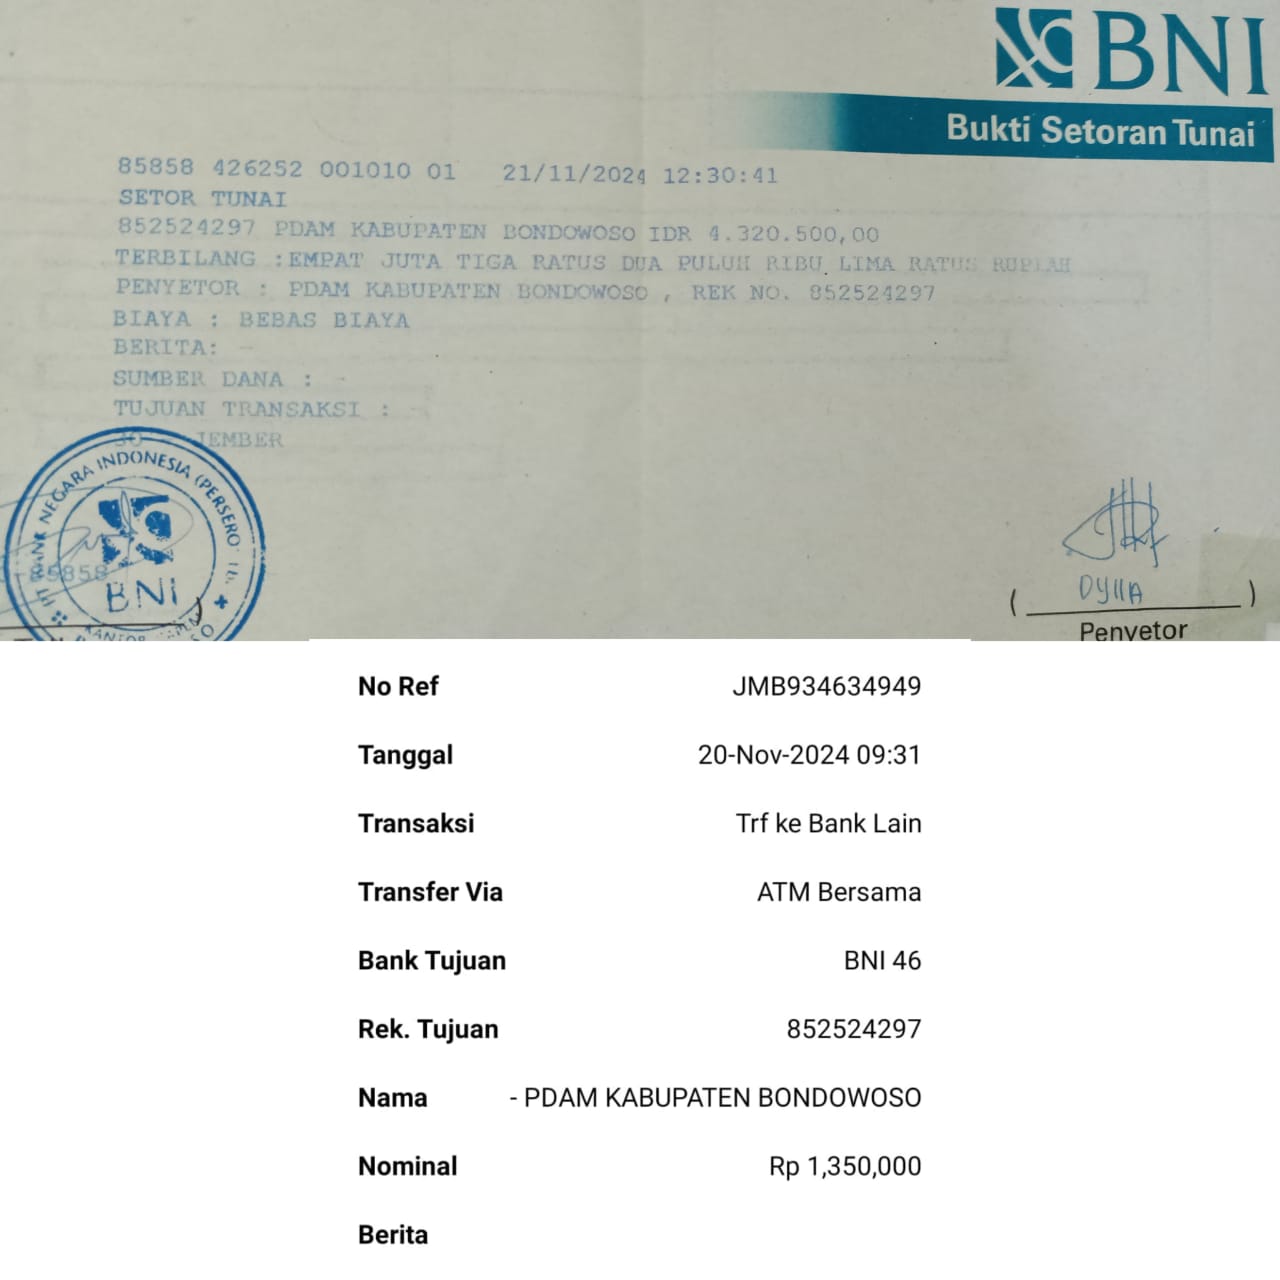 BNI
Bukti Setoran Tunai
85858 426252 001010 01 21/11/2024 12:30:41
SETOR TUNAI
852524297 PDAM KABUPATEN BONDOWOSO IDR 4.320.500,00
TERBILANG :EMPAT JUTA TIGA RATUS DUA PULUH RIBU LIMA RATUS RUPIAH
PENYETOR : PDAM KABUPATEN BONDOWOSO , REK NO. 852524297
BIAYA : BEBAS BIAYA
BERITA: -
SUMBER DANA : -
TUJUAN TRANSAKSI : -
30 JEMBER
BANK NEGARA INDONESIA (PERSERO) Tb.
85858
BNI
KANTOR
DYLLA
( )
Penyetor
No Ref JMB934634949
Tanggal 20-Nov-2024 09:31
Transaksi Trf ke Bank Lain
Transfer Via ATM Bersama
Bank Tujuan BNI 46
Rek. Tujuan 852524297
Nama - PDAM KABUPATEN BONDOWOSO
Nominal Rp 1,350,000
Berita